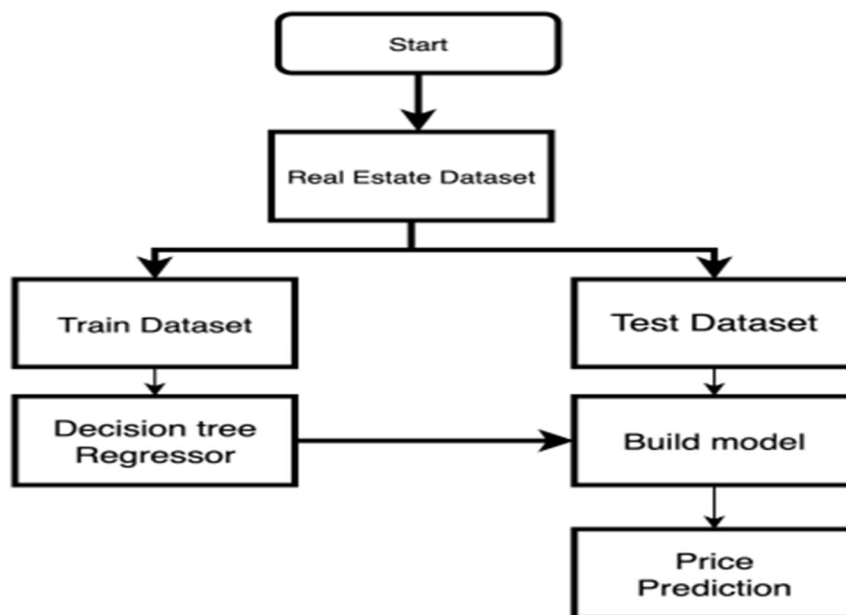 Start
Real Estate Dataset
Train Dataset
Test Dataset
Decision tree
Regressor
Build model
Price
Prediction